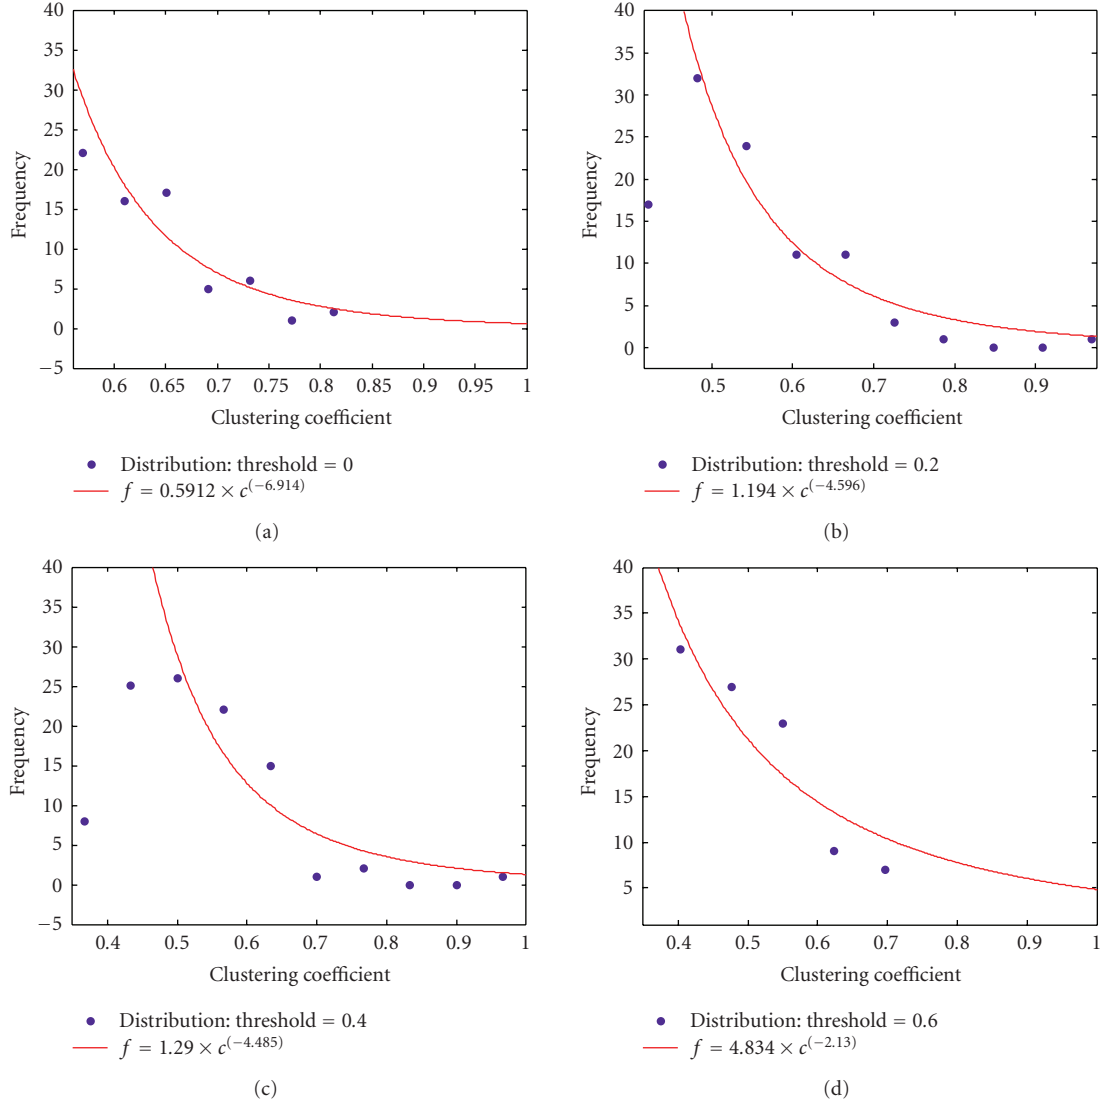 40
35
30
25
20
15
10
5
0
−5
Frequency
0.6 0.65 0.7 0.75 0.8 0.85 0.9 0.95 1
Clustering coefficient
Distribution: threshold = 0
f = 0.5912 × c^(−6.914)
(a)
40
35
30
25
20
15
10
5
0
Frequency
0.5 0.6 0.7 0.8 0.9
Clustering coefficient
Distribution: threshold = 0.2
f = 1.194 × c^(−4.596)
(b)
40
35
30
25
20
15
10
5
0
−5
Frequency
0.4 0.5 0.6 0.7 0.8 0.9 1
Clustering coefficient
Distribution: threshold = 0.4
f = 1.29 × c^(−4.485)
(c)
40
35
30
25
20
15
10
5
Frequency
0.4 0.5 0.6 0.7 0.8 0.9 1
Clustering coefficient
Distribution: threshold = 0.6
f = 4.834 × c^(−2.13)
(d)